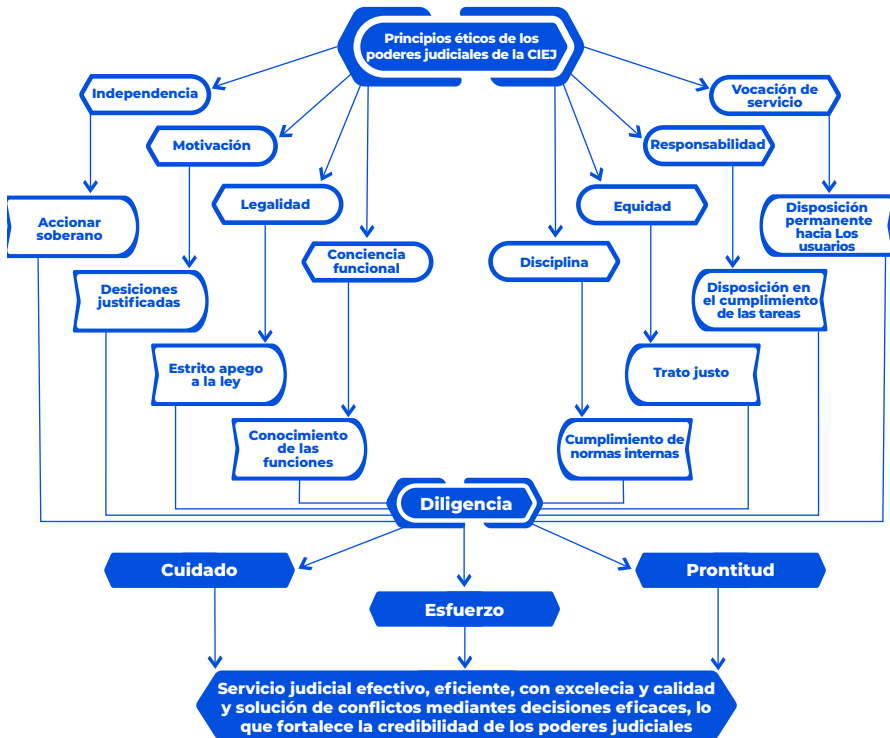 Principios éticos de los
poderes judiciales de la CIEJ
Independencia
Vocación de
servicio
Motivación
Responsabilidad
Legalidad
Equidad
Accionar
soberano
Disposición
permanente
hacia Los
usuarios
Conciencia
funcional
Disciplina
Desiciones
justificadas
Disposición en
el cumplimiento
de las tareas
Estrito apego
a la ley
Trato justo
Conocimiento
de las
funciones
Cumplimiento de
normas internas
Diligencia
Cuidado
Prontitud
Esfuerzo
Servicio judicial efectivo, eficiente, con excelecia y calidad
y solución de conflictos mediantes decisiones eficaces, lo
que fortalece la credibilidad de los poderes judiciales